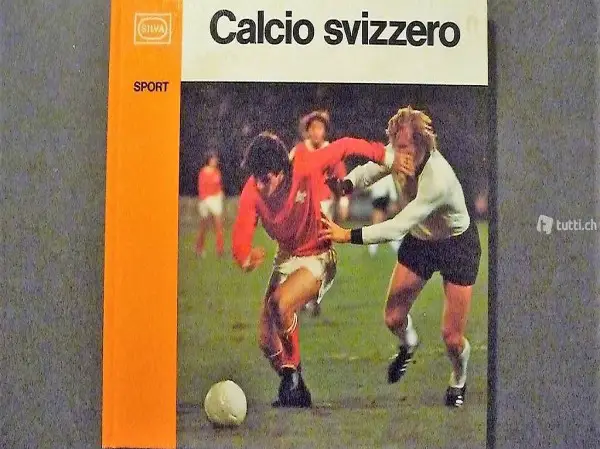 SILVA
Calcio svizzero
SPORT
tutti.ch